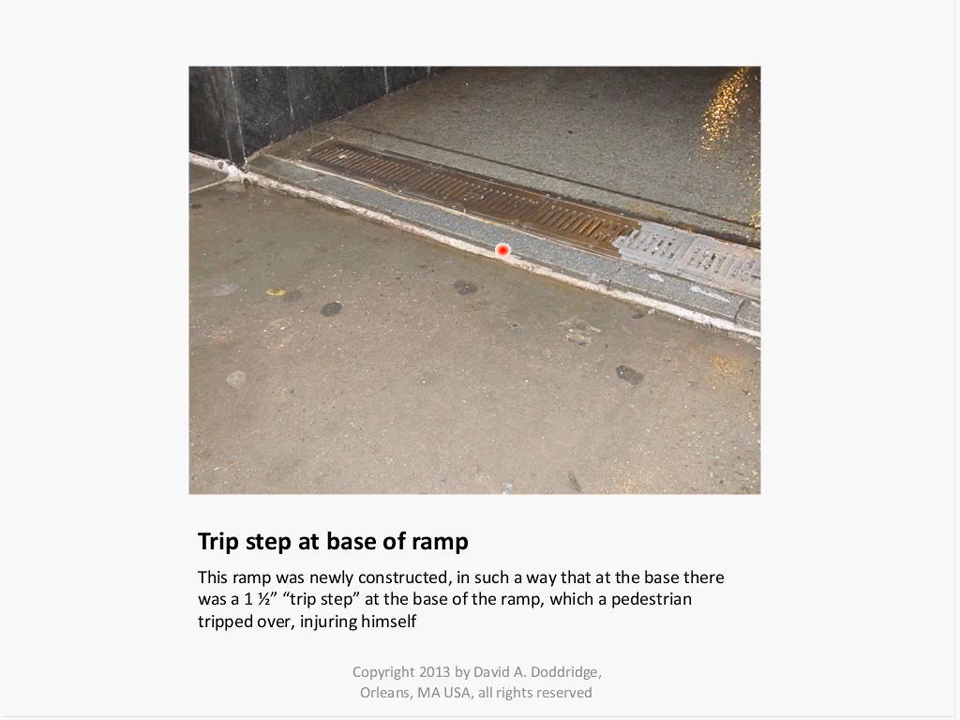 Trip step at base of ramp
This ramp was newly constructed, in such a way that at the base there
was a 1 ½” “trip step” at the base of the ramp, which a pedestrian
tripped over, injuring himself
Copyright 2013 by David A. Doddridge,
Orleans, MA USA, all rights reserved